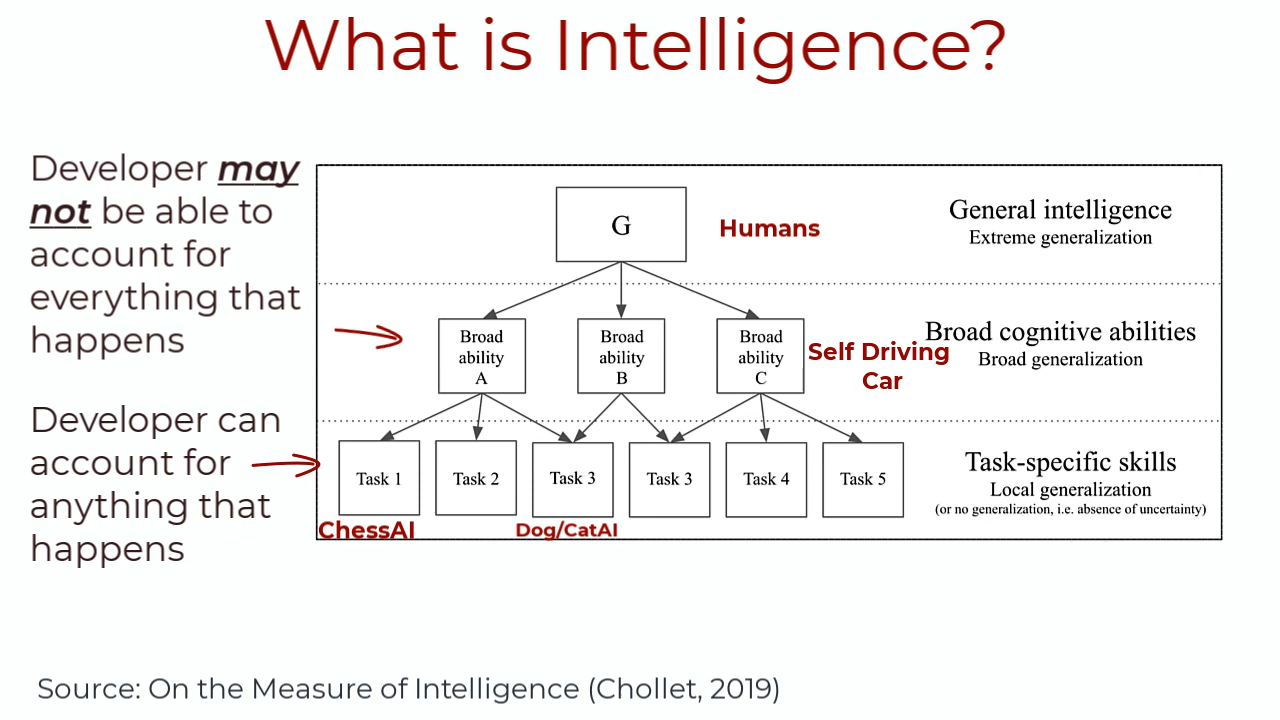 What is Intelligence?
Developer may
not be able to
account for
everything that
happens
Developer can
account for
anything that
happens
G
Humans
General intelligence
Extreme generalization
Broad
ability
A
Broad
ability
B
Broad
ability
C
Self Driving
Car
Broad cognitive abilities
Broad generalization
Task 1
Task 2
Task 3
Task 3
Task 4
Task 5
Task-specific skills
Local generalization
(or no generalization, i.e. absence of uncertainty)
ChessAI
Dog/CatAI
Source: On the Measure of Intelligence (Chollet, 2019)